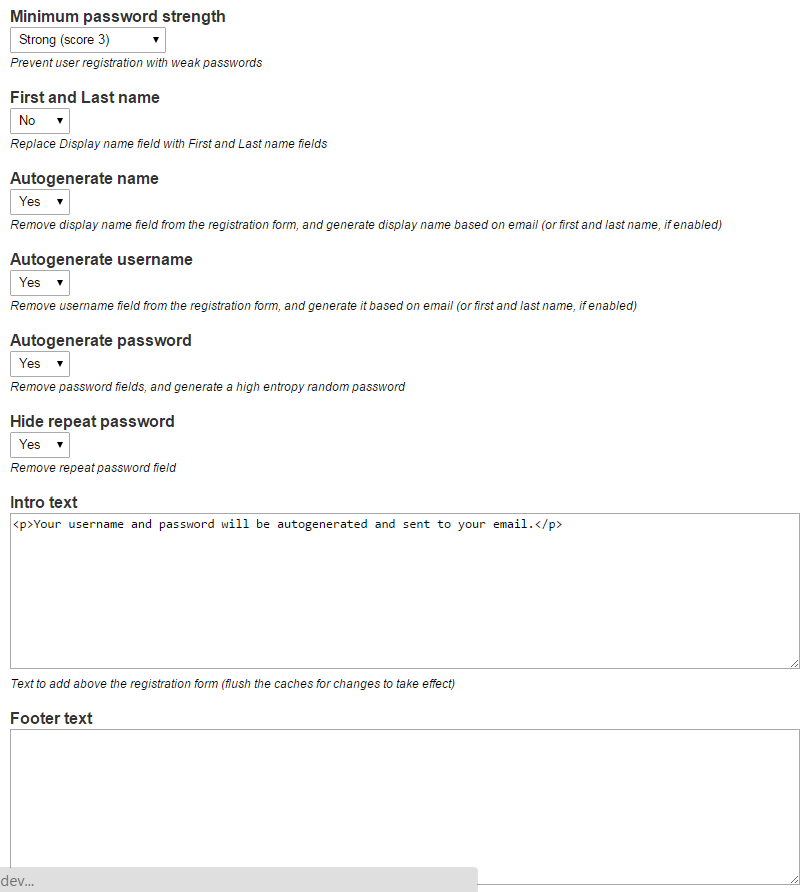 Minimum password strength
Strong (score 3)
Prevent user registration with weak passwords
First and Last name
No
Replace Display name field with First and Last name fields
Autogenerate name
Yes
Remove display name field from the registration form, and generate display name based on email (or first and last name, if enabled)
Autogenerate username
Yes
Remove username field from the registration form, and generate it based on email (or first and last name, if enabled)
Autogenerate password
Yes
Remove password fields, and generate a high entropy random password
Hide repeat password
Yes
Remove repeat password field
Intro text
<p>Your username and password will be autogenerated and sent to your email.</p>
Text to add above the registration form (flush the caches for changes to take effect)
Footer text
dev...